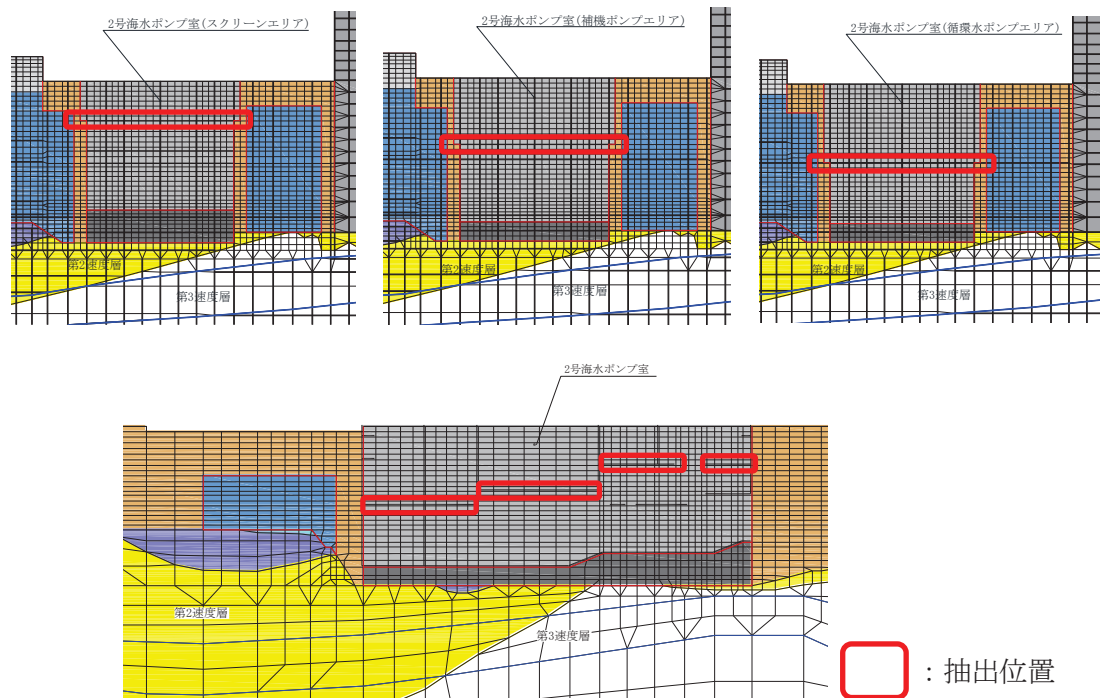 2号海水ポンプ室(スクリーンエリア)
2号海水ポンプ室(補機ポンプエリア)
2号海水ポンプ室(循環水ポンプエリア)
第2速度層
第3速度層
第2速度層
第3速度層
第2速度層
第3速度層
2号海水ポンプ室
第2速度層
第3速度層
：抽出位置